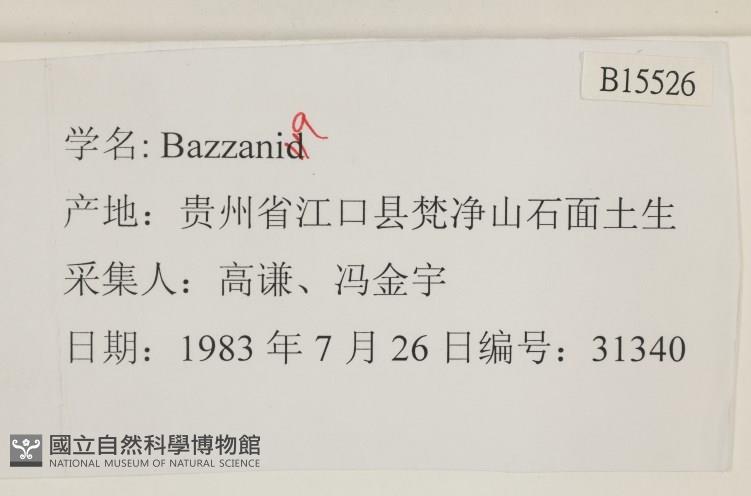 B15526
学名: Bazzanid
a
产地：贵州省江口县梵净山石面土生
采集人：高谦、冯金宇
日期：1983 年 7 月 26 日编号：31340
國立自然科學博物館
NATIONAL MUSEUM OF NATURAL SCIENCE